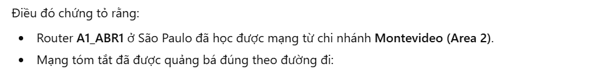 Điều đó chứng tỏ rằng:
• Router A1_ABR1 ở São Paulo đã học được mạng từ chi nhánh Montevideo (Area 2).
• Mạng tóm tắt đã được quảng bá đúng theo đường đi: